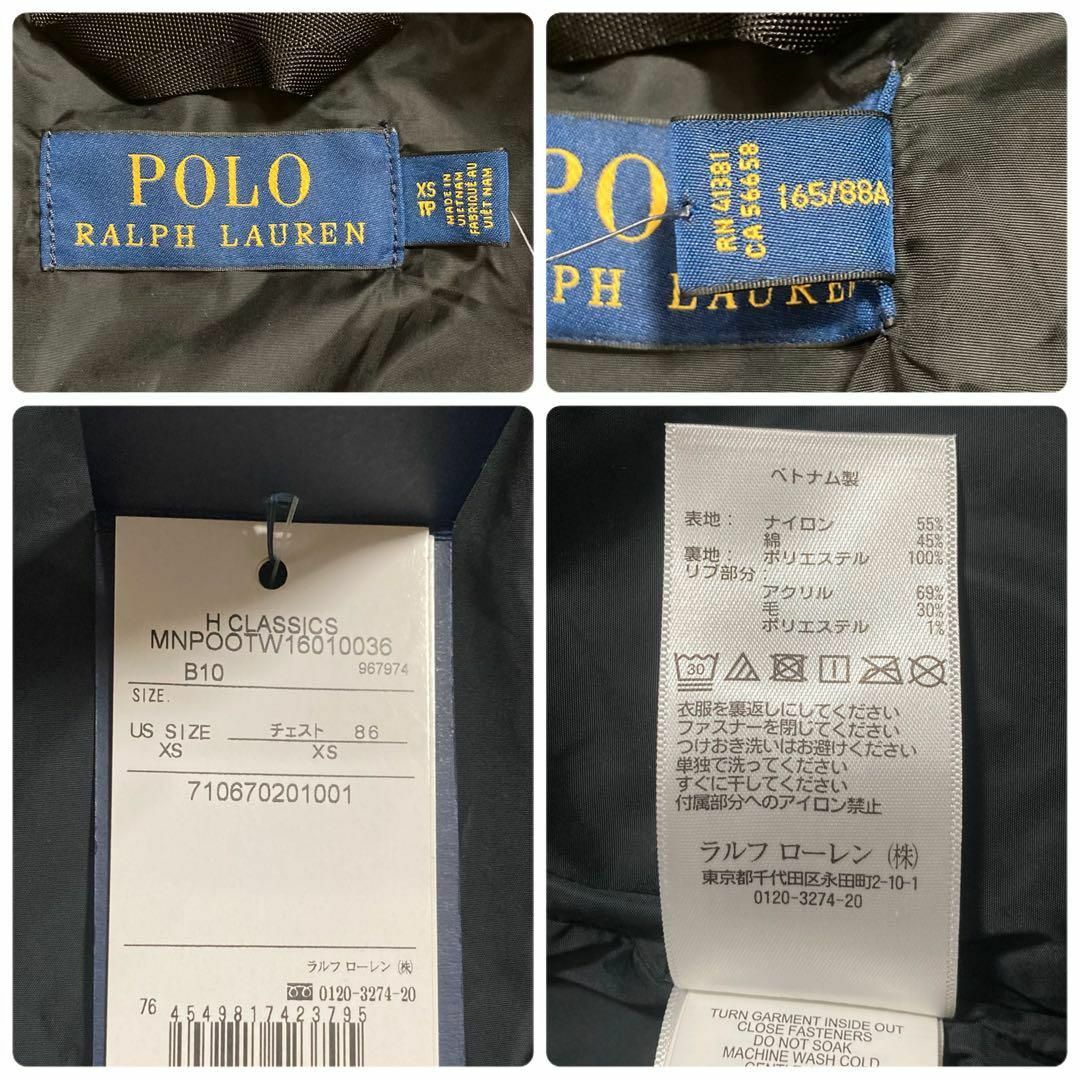 POLO
RALPH LAUREN
XS
TP
MADE IN
VIETNAM
FABRIQUÉ AU
VIÊT NAM
PO
PH LAURE
RN 41381
CA 56658
165/88A
H CLASSICS
MNPOOTW16010036
B10 967974
SIZE.
US SIZE チェスト 86
XS XS
710670201001
ラルフ ローレン (株)
0120-3274-20
76 4549817423795
ベトナム製
表地: ナイロン 55%
綿 45%
裏地: ポリエステル 100%
リブ部分:
アクリル 69%
毛 30%
ポリエステル 1%
30
衣服を裏返しにしてください
ファスナーを閉じてください
つけおき洗いはお避けください
単独で洗ってください
すぐに干してください
付属部分へのアイロン禁止
ラルフ ローレン (株)
東京都千代田区永田町2-10-1
0120-3274-20
TURN GARMENT INSIDE OUT
CLOSE FASTENERS
DO NOT SOAK
MACHINE WASH COLD